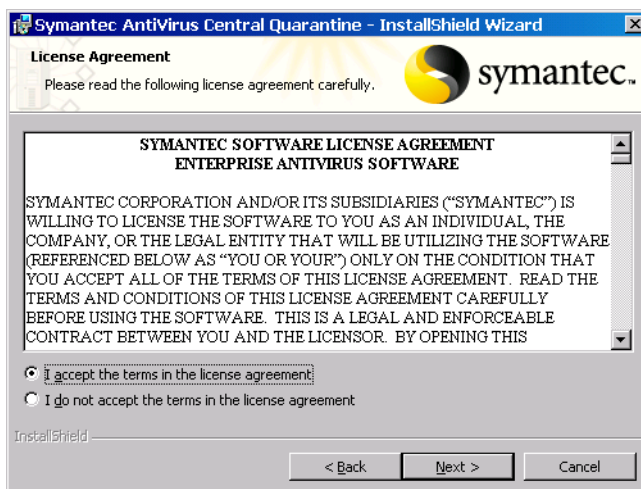 Symantec AntiVirus Central Quarantine - InstallShield Wizard
License Agreement
Please read the following license agreement carefully.
symantec™
SYMANTEC SOFTWARE LICENSE AGREEMENT
ENTERPRISE ANTIVIRUS SOFTWARE
SYMANTEC CORPORATION AND/OR ITS SUBSIDIARIES (“SYMANTEC”) IS
WILLING TO LICENSE THE SOFTWARE TO YOU AS AN INDIVIDUAL, THE
COMPANY, OR THE LEGAL ENTITY THAT WILL BE UTILIZING THE SOFTWARE
(REFERENCED BELOW AS “YOU OR YOUR”) ONLY ON THE CONDITION THAT
YOU ACCEPT ALL OF THE TERMS OF THIS LICENSE AGREEMENT.  READ THE
TERMS AND CONDITIONS OF THIS LICENSE AGREEMENT CAREFULLY
BEFORE USING THE SOFTWARE.  THIS IS A LEGAL AND ENFORCEABLE
CONTRACT BETWEEN YOU AND THE LICENSOR.  BY OPENING THIS
I accept the terms in the license agreement
I do not accept the terms in the license agreement
InstallShield
< Back
Next >
Cancel